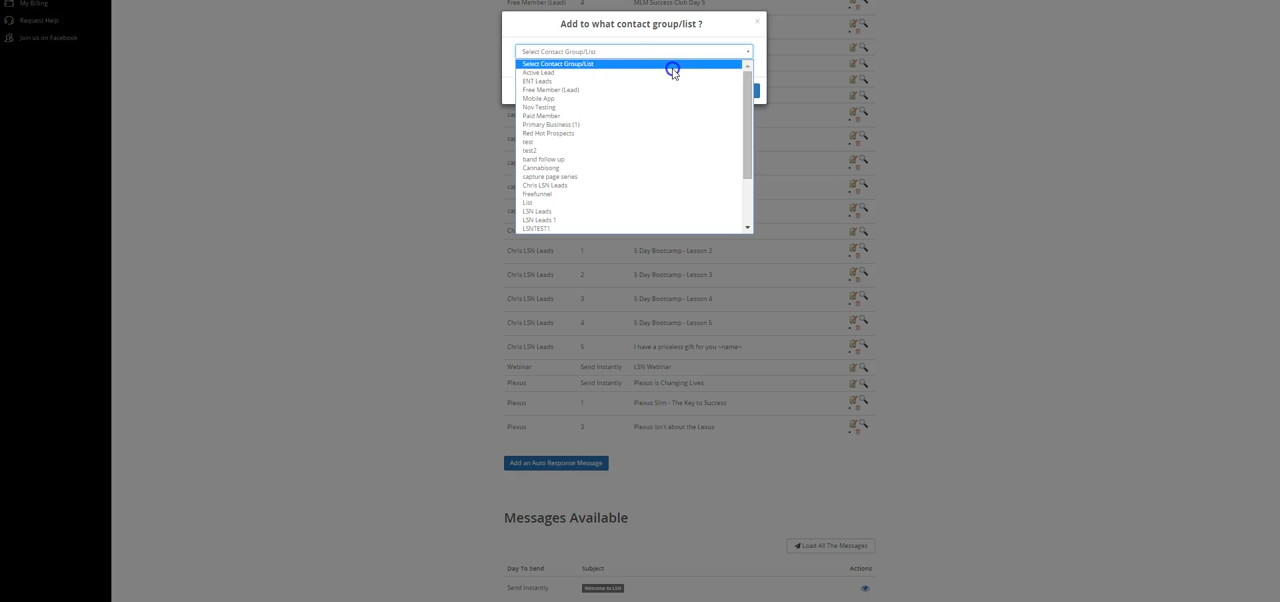 My Billing
Request Help
Join us on Facebook
Free Member (Lead) 4 MLM Success Club Day 5
Add to what contact group/list ?
×
Select Contact Group/List
Select Contact Group/List
Active Lead
ENT Leads
Free Member (Lead)
Mobile App
Nov Testing
Paid Member
Primary Business (1)
Red Hot Prospects
test
test2
band follow up
Cannabisong
capture page series
Chris LSN Leads
freefunnel
List
LSN Leads
LSN Leads 1
LSNTEST1
Chris LSN Leads 1 5 Day Bootcamp - Lesson 2
Chris LSN Leads 2 5 Day Bootcamp - Lesson 3
Chris LSN Leads 3 5 Day Bootcamp - Lesson 4
Chris LSN Leads 4 5 Day Bootcamp - Lesson 5
Chris LSN Leads 5 I have a priceless gift for you ~name~
Webinar Send Instantly LSN Webinar
Plexus Send Instantly Plexus is Changing Lives
Plexus 1 Plexus Slim - The Key to Success
Plexus 3 Plexus isn't about the Lexus
Add an Auto Response Message
Messages Available
Load All The Messages
Day To Send Subject Actions
Send Instantly Welcome to LSN